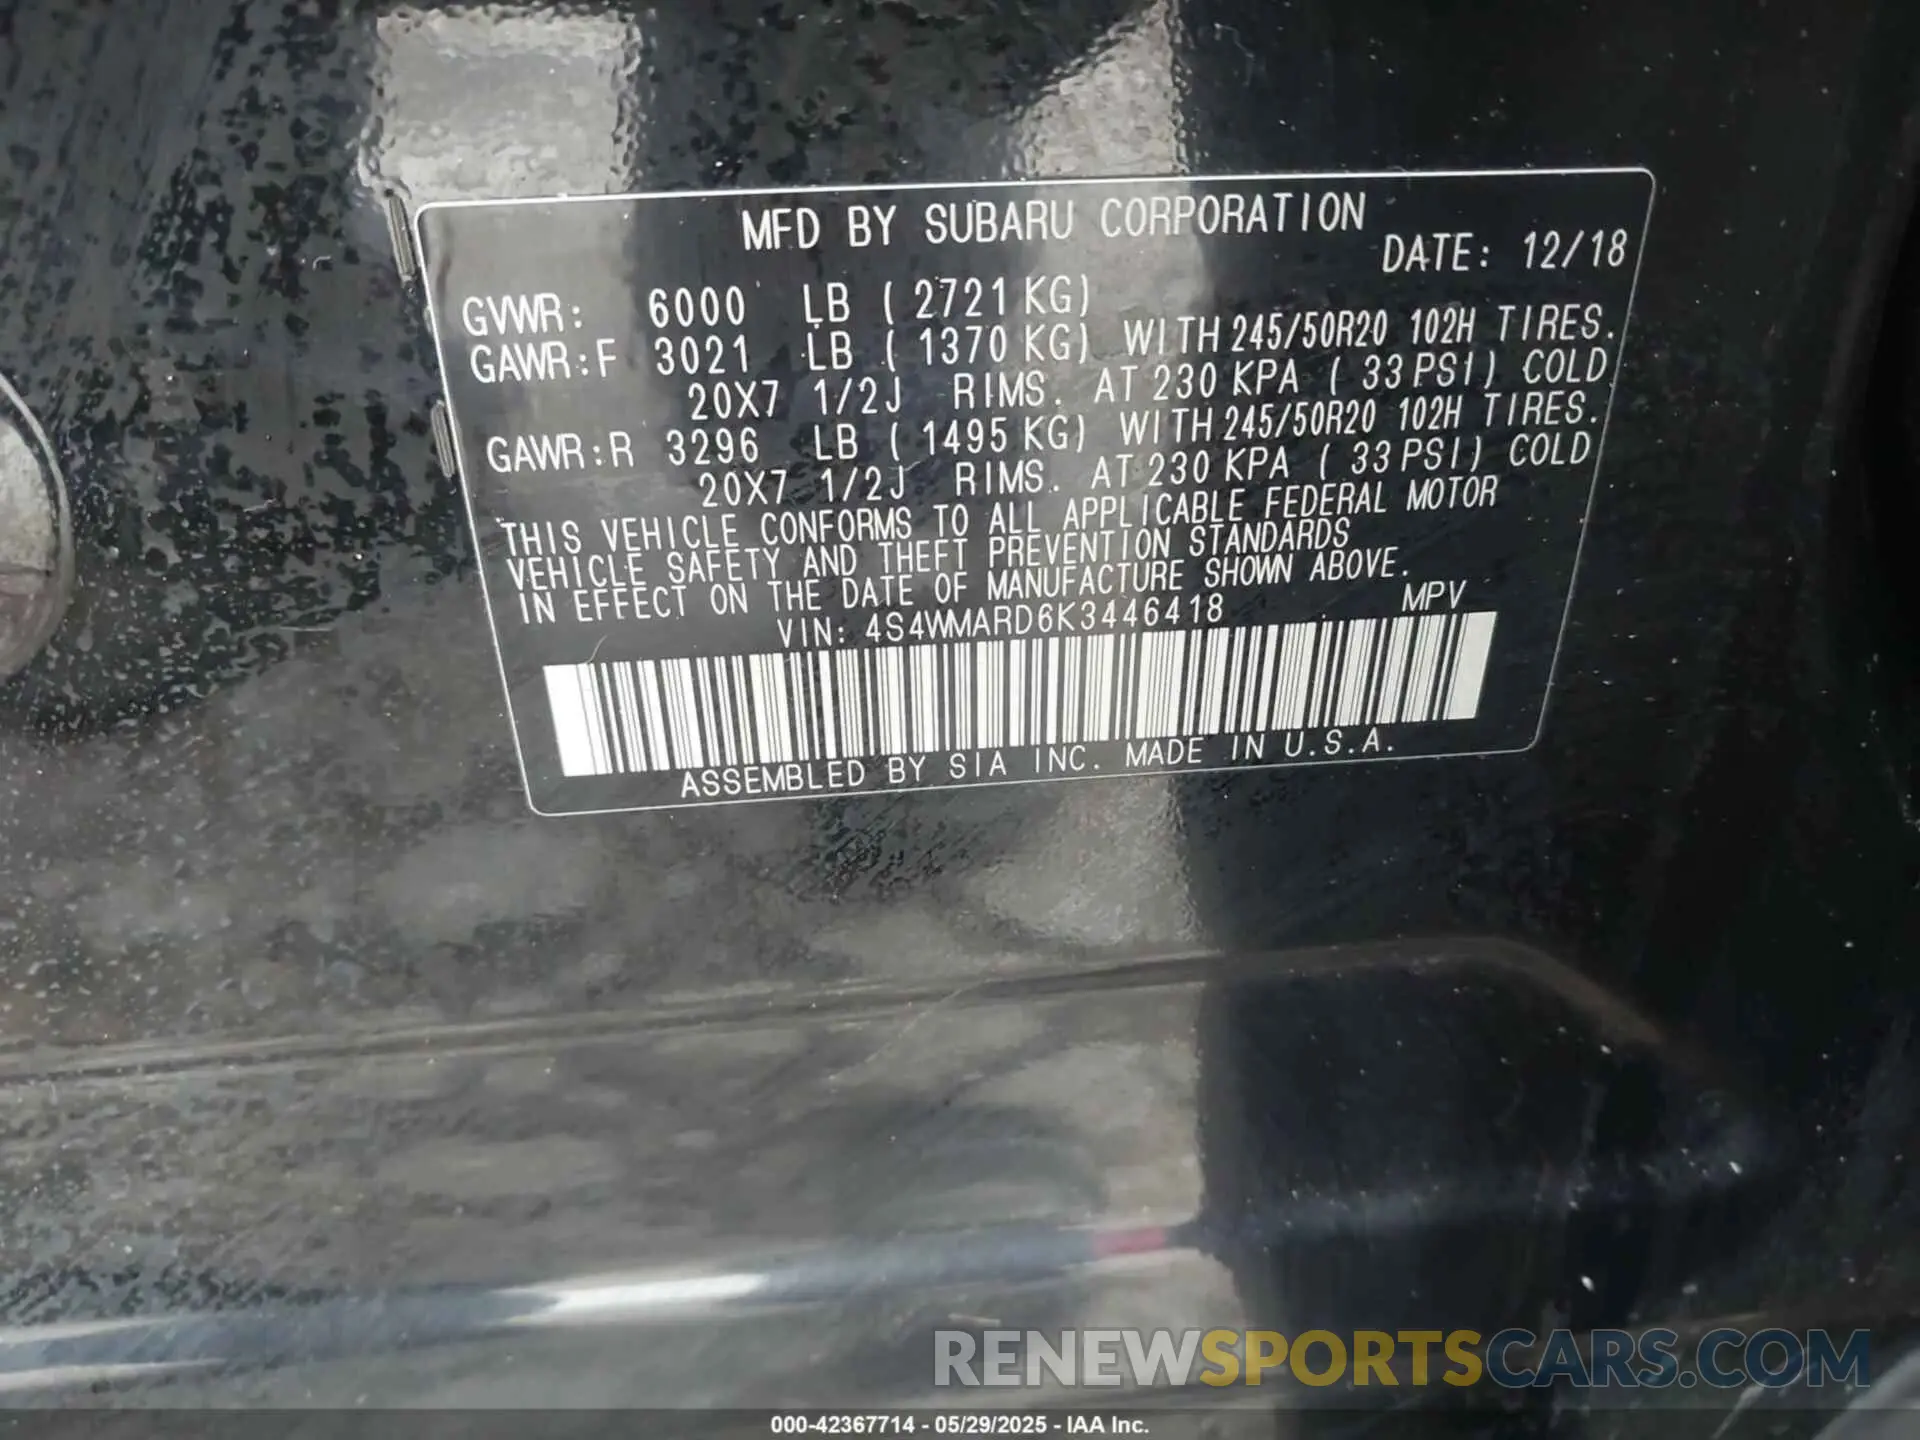 MFD BY SUBARU CORPORATION
DATE: 12/18
GVWR: 6000 LB ( 2721 KG)
GAWR:F 3021 LB ( 1370 KG) WITH 245/50R20 102H TIRES.
20X7 1/2J RIMS. AT 230 KPA ( 33 PSI) COLD
GAWR:R 3296 LB ( 1495 KG) WITH 245/50R20 102H TIRES.
20X7 1/2J RIMS. AT 230 KPA ( 33 PSI) COLD
THIS VEHICLE CONFORMS TO ALL APPLICABLE FEDERAL MOTOR
VEHICLE SAFETY AND THEFT PREVENTION STANDARDS
IN EFFECT ON THE DATE OF MANUFACTURE SHOWN ABOVE.
VIN: 4S4WMARD6K3446418 MPV
ASSEMBLED BY SIA INC. MADE IN U.S.A.
RENEWSPORTSCARS.COM
000-42367714 - 05/29/2025 - IAA Inc.